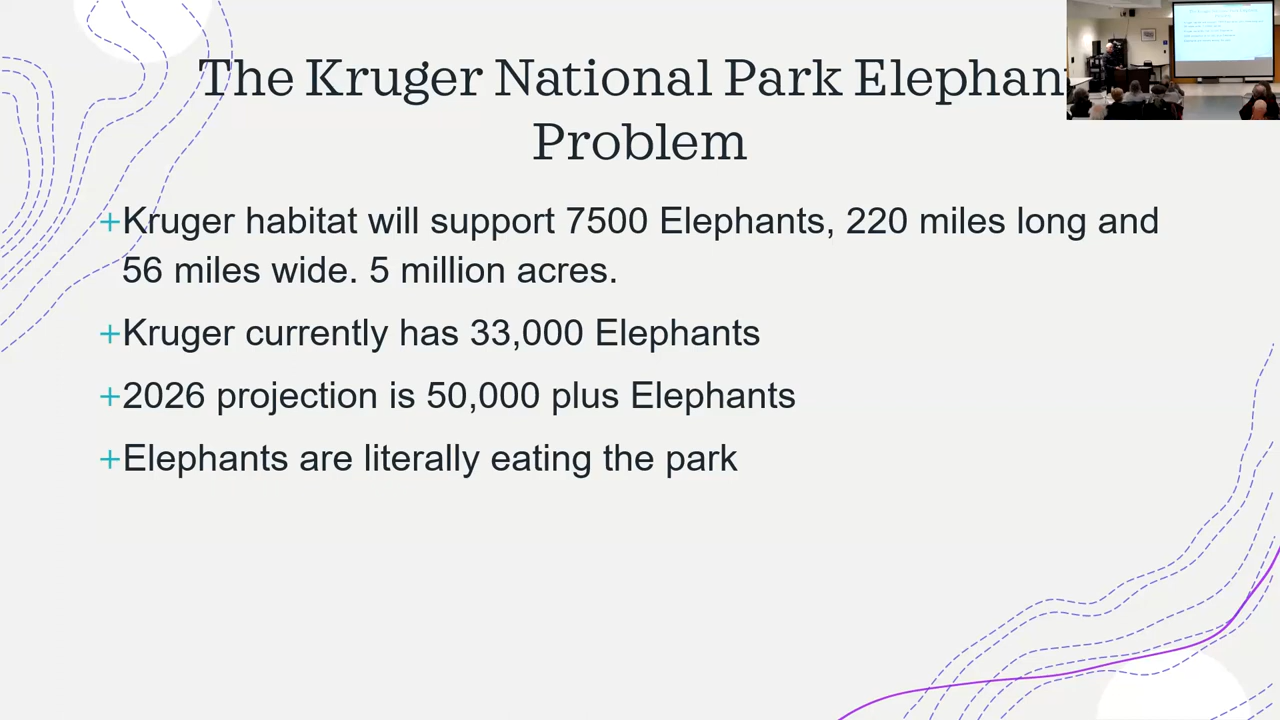 The Kruger National Park Elephan
Problem
+Kruger habitat will support 7500 Elephants, 220 miles long and
56 miles wide. 5 million acres.
+Kruger currently has 33,000 Elephants
+2026 projection is 50,000 plus Elephants
+Elephants are literally eating the park